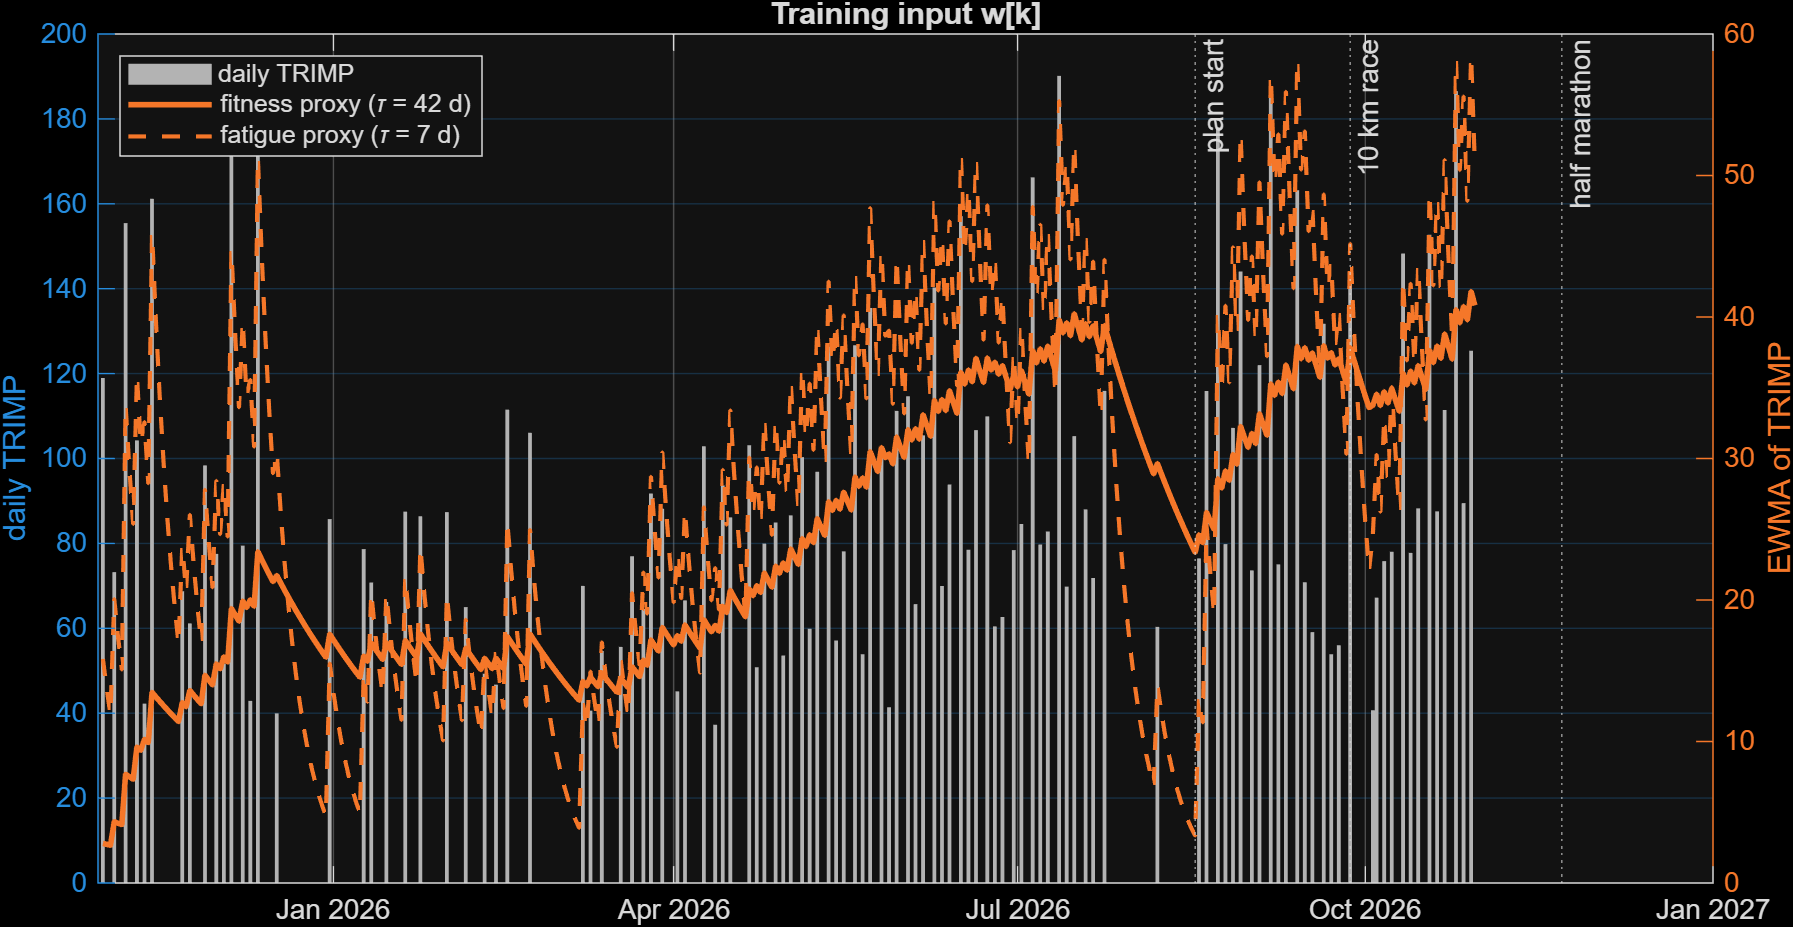 Training input w[k]
daily TRIMP
fitness proxy (τ = 42 d)
fatigue proxy (τ = 7 d)
plan start
10 km race
half marathon
200
180
160
140
120
100
80
60
40
20
0
daily TRIMP
60
50
40
30
20
10
0
EWMA of TRIMP
Jan 2026
Apr 2026
Jul 2026
Oct 2026
Jan 2027